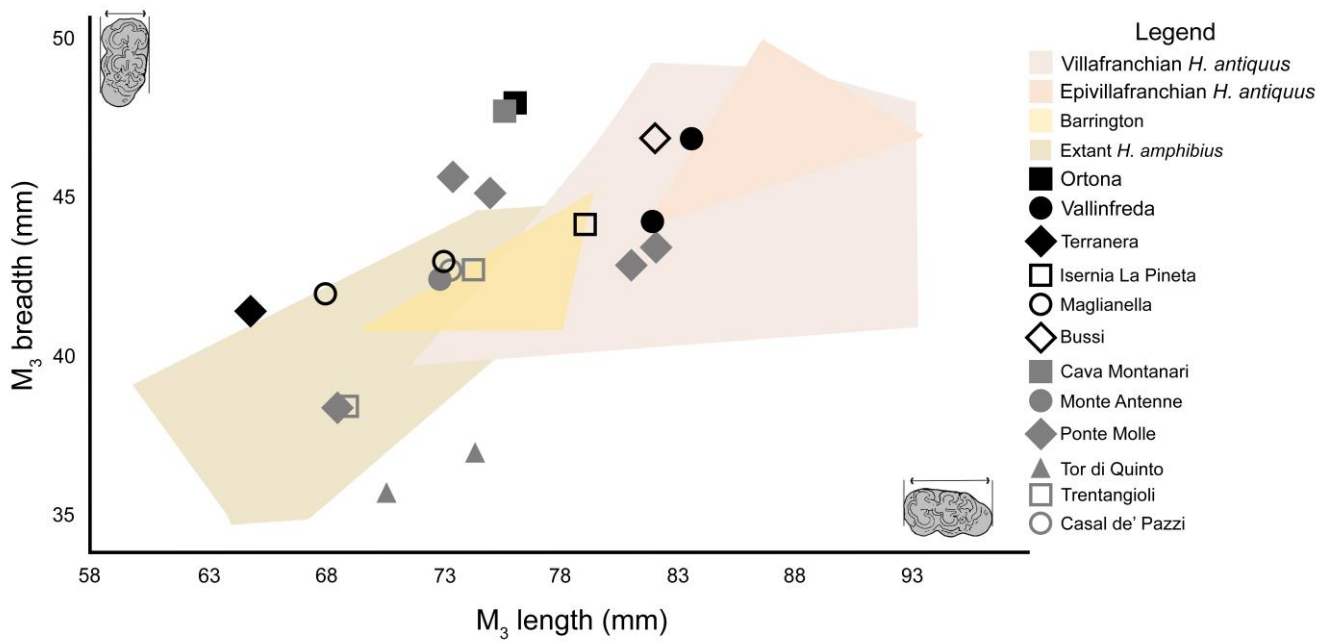 50
45
40
35
M₃ breadth (mm)
58 63 68 73 78 83 88 93
M₃ length (mm)
Legend
Villafranchian H. antiquus
Epivillafranchian H. antiquus
Barrington
Extant H. amphibius
Ortona
Vallinfreda
Terranera
Isernia La Pineta
Maglianella
Bussi
Cava Montanari
Monte Antenne
Ponte Molle
Tor di Quinto
Trentangioli
Casal de’ Pazzi